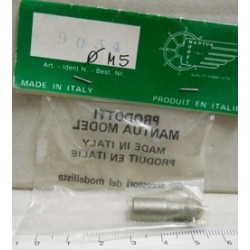 MANTUA
MODEL
9054
Ø M5
Art. - Ident N. - Best. Nr.
MADE IN ITALY
PRODUIT EN ITALIE
PRODOTTI
MANTUA MODEL
MADE IN ITALY
PRODUIT EN ITALIE
accessori del modellista